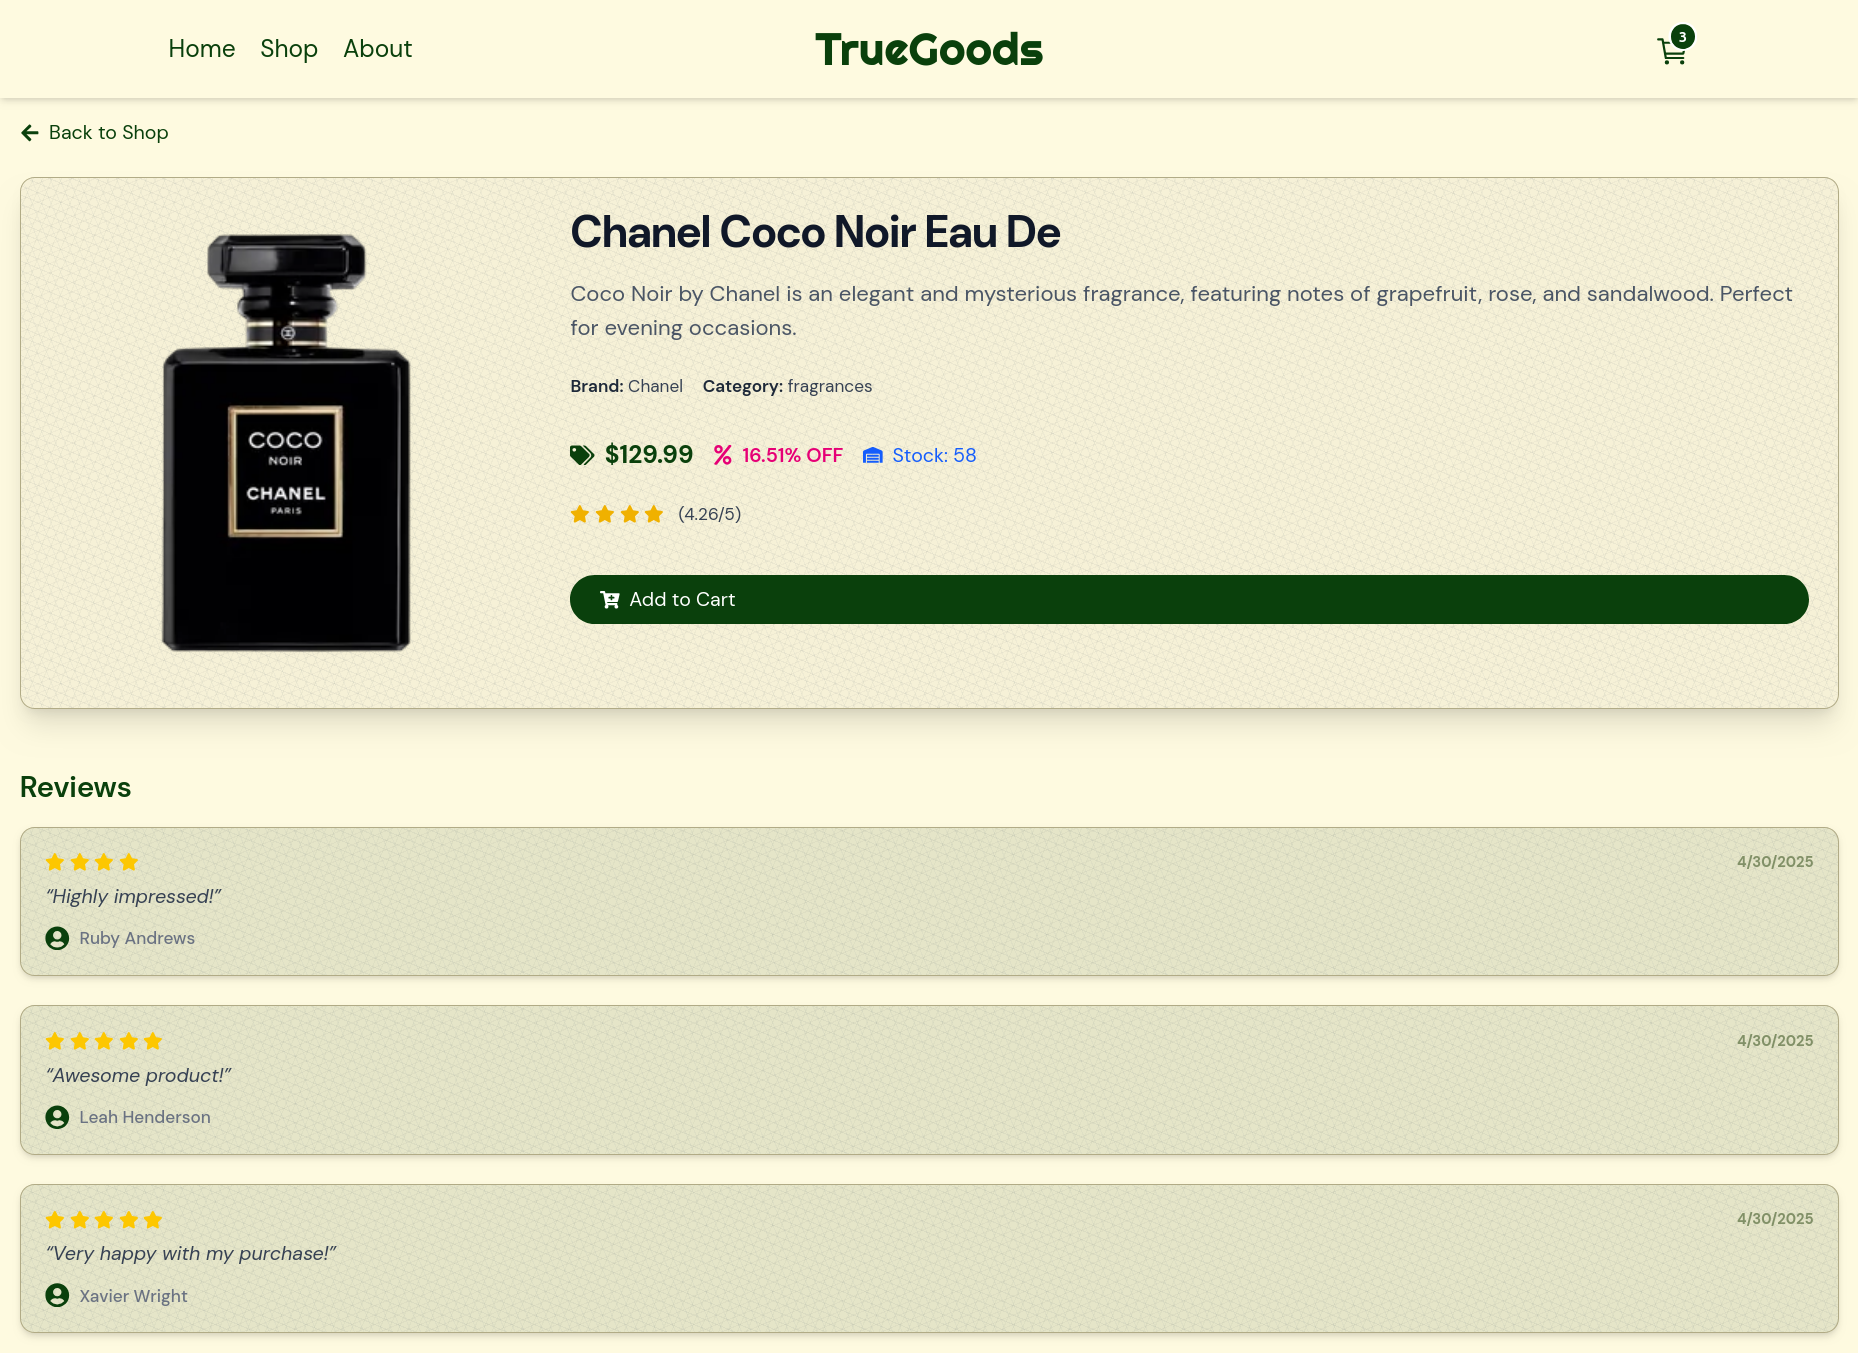 Home Shop About
TrueGoods
3
Back to Shop
COCO
NOIR
CHANEL
PARIS
Chanel Coco Noir Eau De
Coco Noir by Chanel is an elegant and mysterious fragrance, featuring notes of grapefruit, rose, and sandalwood. Perfect
for evening occasions.
Brand: Chanel Category: fragrances
$129.99 % 16.51% OFF Stock: 58
(4.26/5)
Add to Cart
Reviews
4/30/2025
“Highly impressed!”
Ruby Andrews
4/30/2025
“Awesome product!”
Leah Henderson
4/30/2025
“Very happy with my purchase!”
Xavier Wright